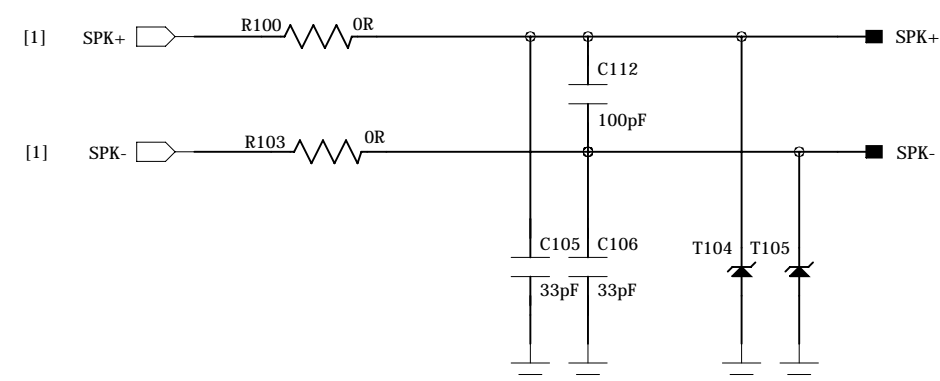 [1] SPK+ R100 0R SPK+
C112
100pF
[1] SPK- R103 0R SPK-
C105 C106 T104 T105
33pF 33pF